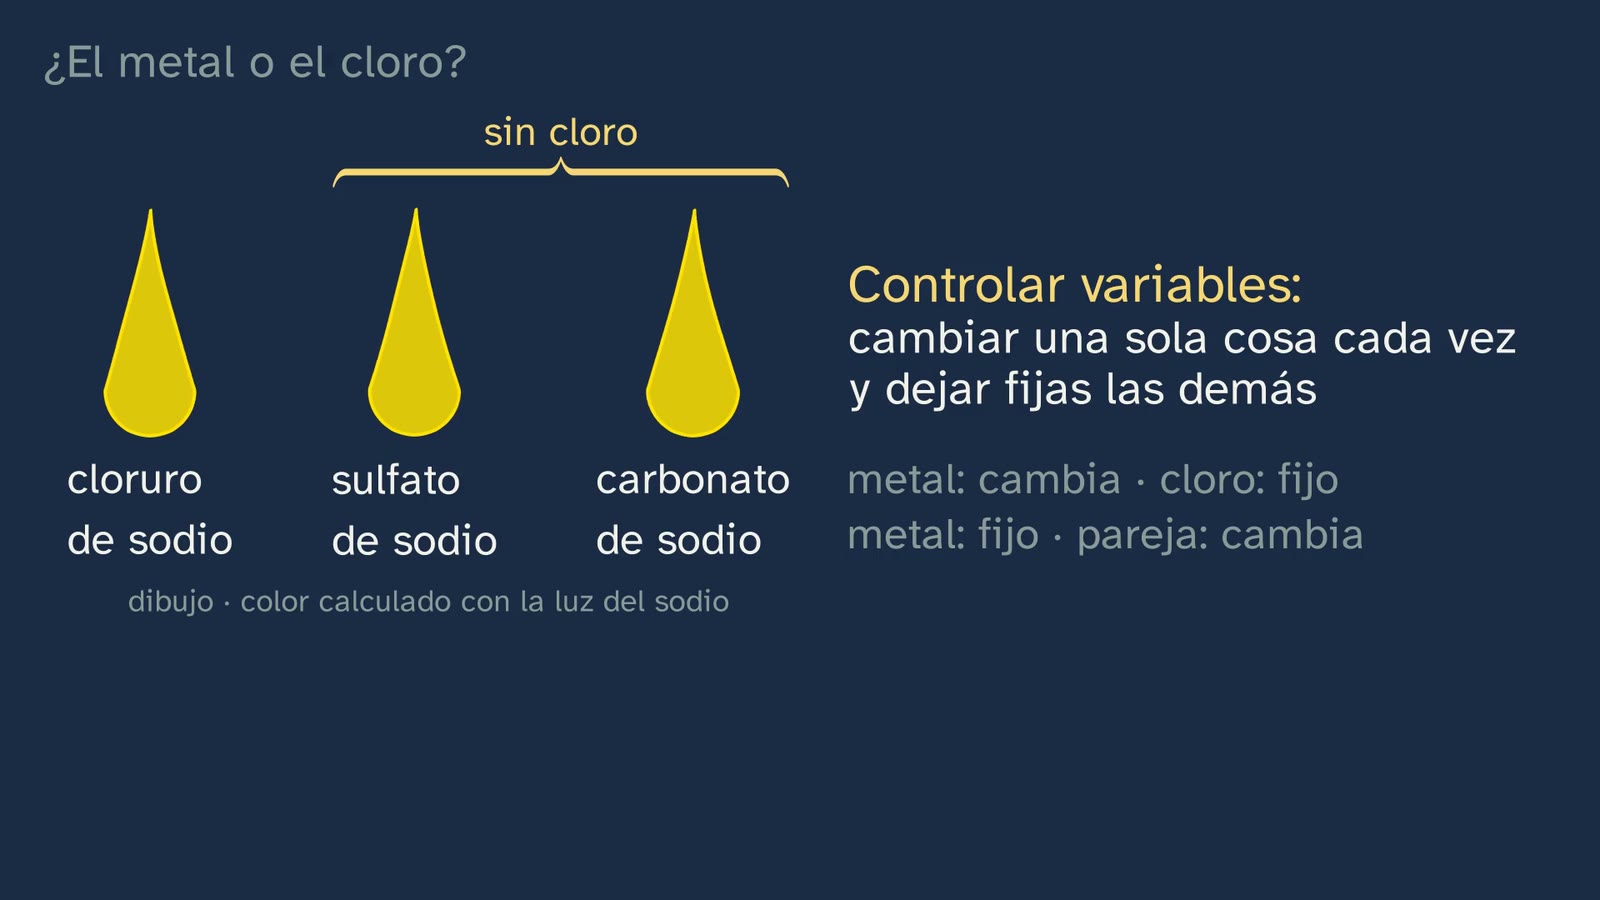 ¿El metal o el cloro?
sin cloro
cloruro
de sodio
sulfato
de sodio
carbonato
de sodio
dibujo · color calculado con la luz del sodio
Controlar variables:
cambiar una sola cosa cada vez
y dejar fijas las demás
metal: cambia · cloro: fijo
metal: fijo · pareja: cambia